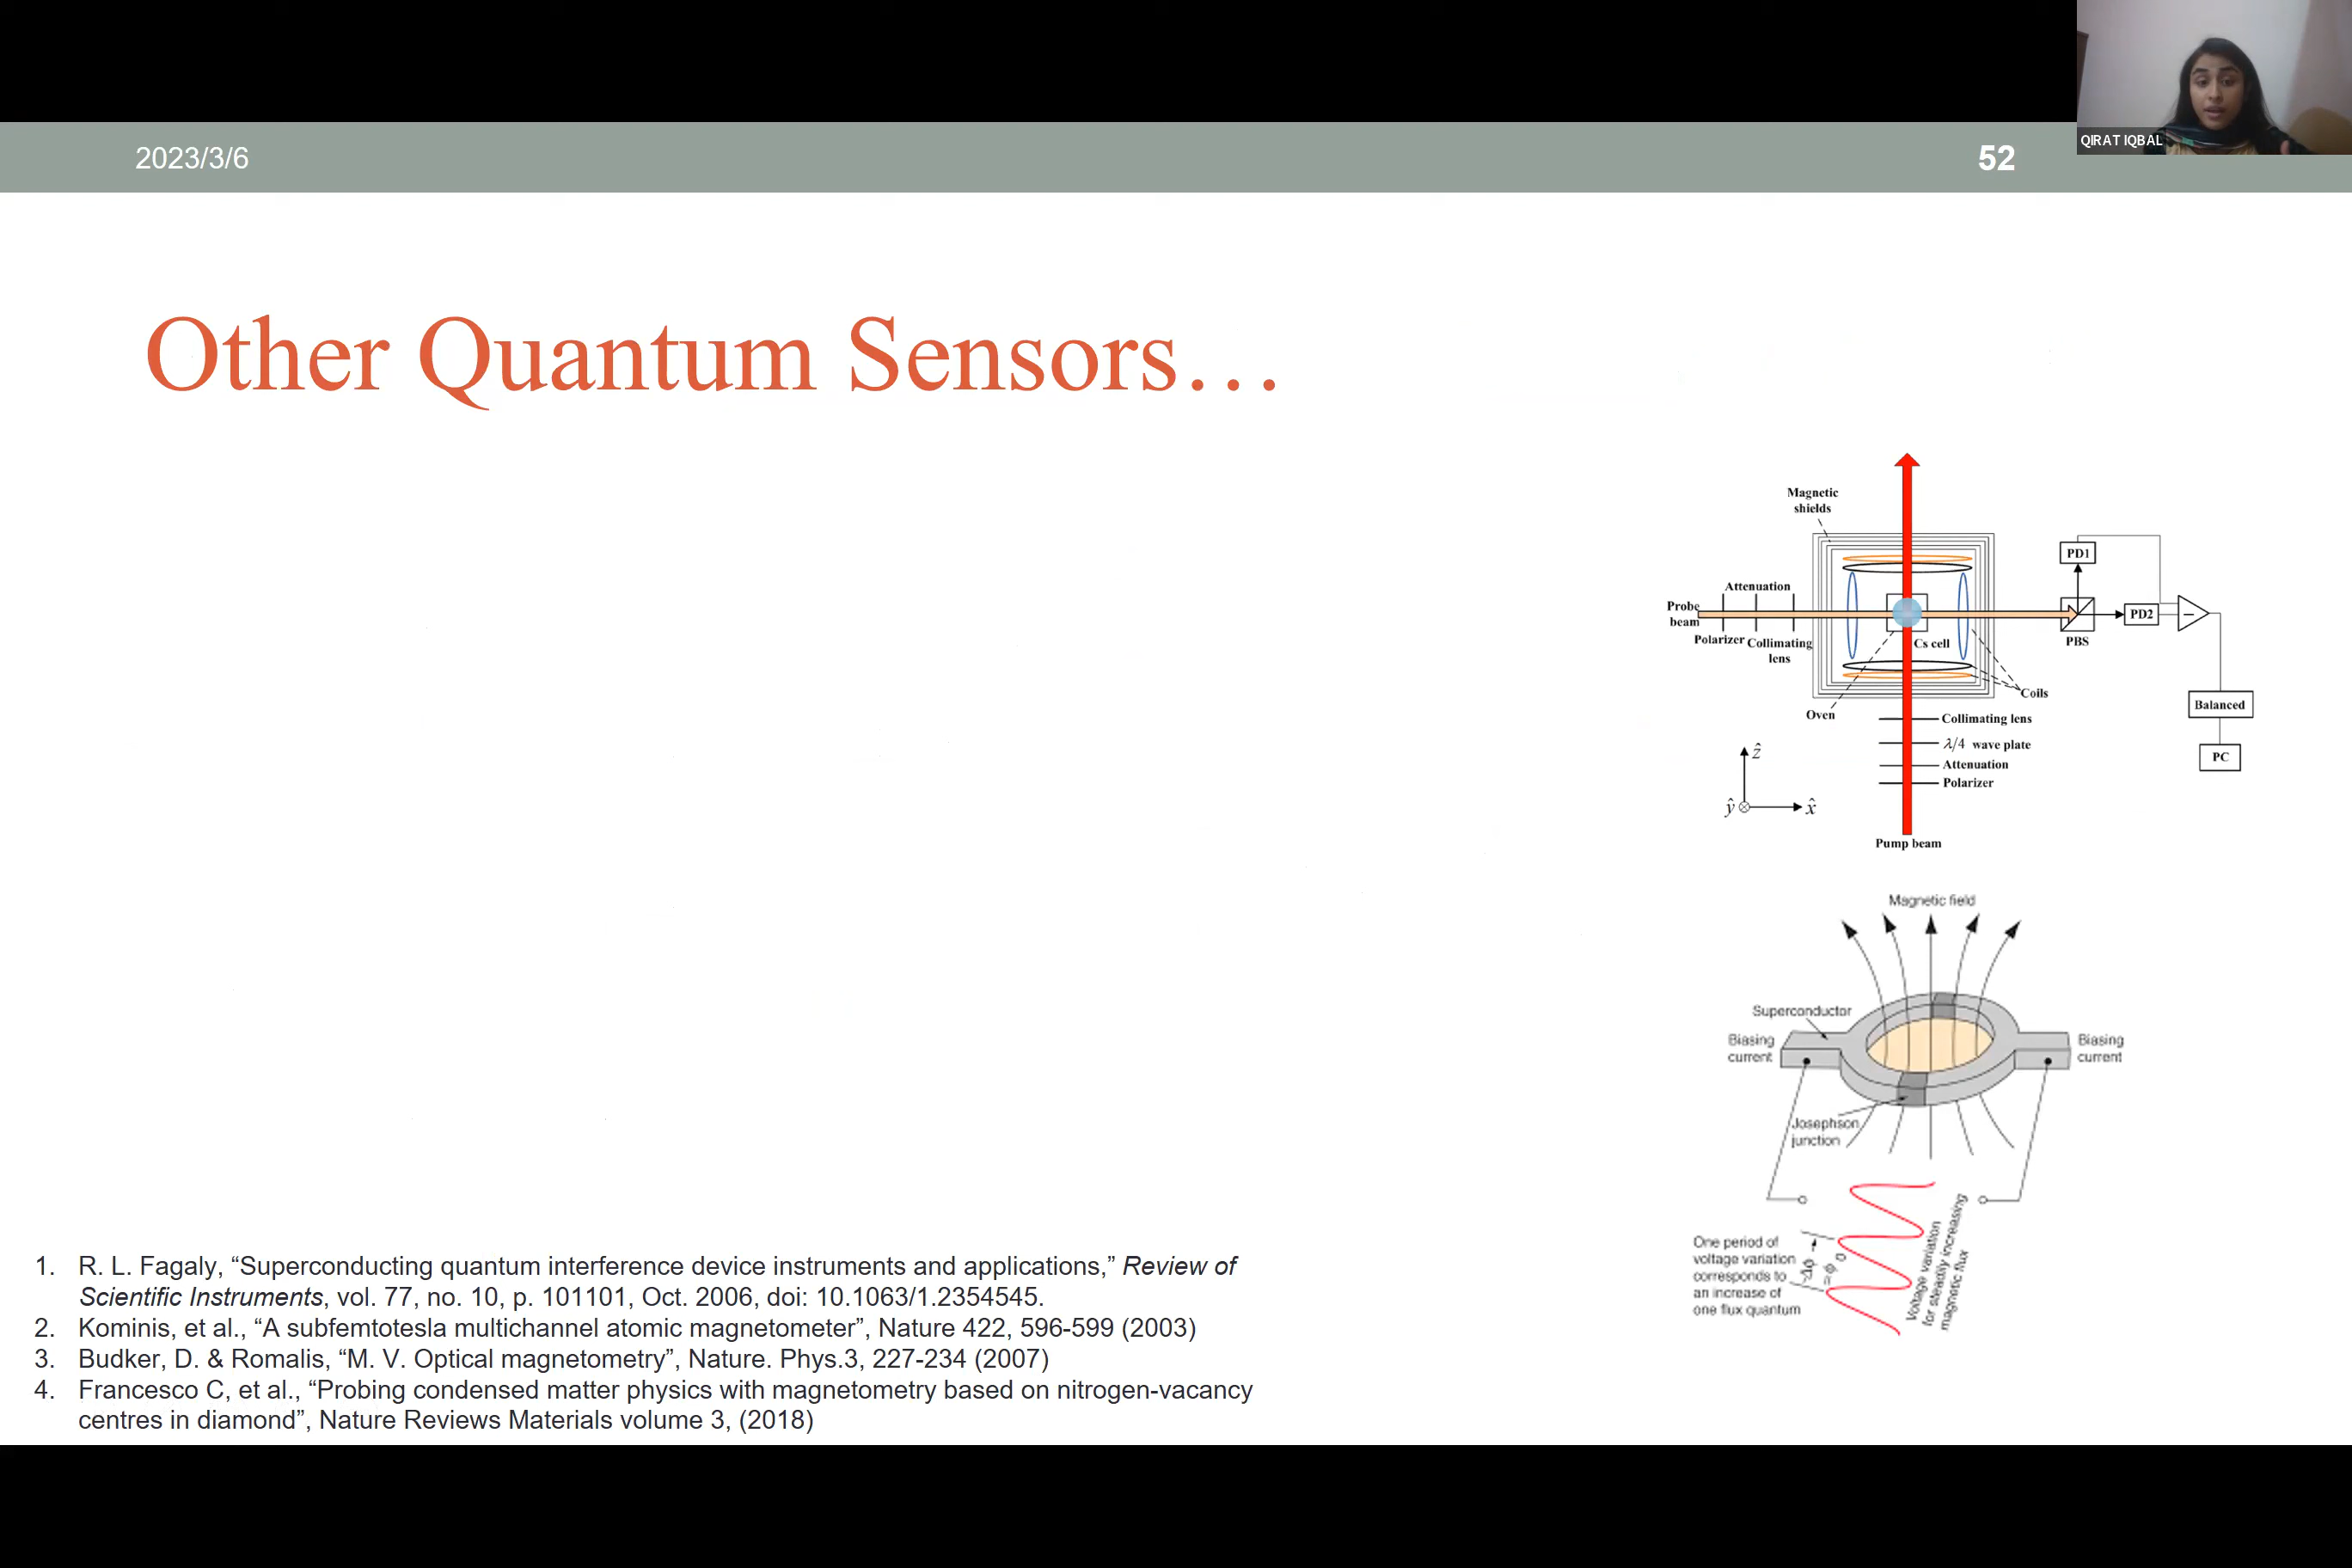 QIRAT IQBAL
2023/3/6
52
Other Quantum Sensors…
Magnetic
shields
Attenuation
Probe
beam
Polarizer
Collimating
lens
Cs cell
Oven
Coils
PD1
PD2
−
PBS
Balanced
PC
Collimating lens
λ/4 wave plate
Attenuation
Polarizer
ẑ
ŷ
x̂
Pump beam
Magnetic field
Superconductor
Biasing
current
Biasing
current
Josephson
junction
One period of
voltage variation
corresponds to
an increase of
one flux quantum
Δϕ
= ϕ 0
Voltage variation
for steadily increasing
magnetic flux
1. R. L. Fagaly, “Superconducting quantum interference device instruments and applications,” Review of
Scientific Instruments, vol. 77, no. 10, p. 101101, Oct. 2006, doi: 10.1063/1.2354545.
2. Kominis, et al., “A subfemtotesla multichannel atomic magnetometer”, Nature 422, 596-599 (2003)
3. Budker, D. & Romalis, “M. V. Optical magnetometry”, Nature. Phys.3, 227-234 (2007)
4. Francesco C, et al., “Probing condensed matter physics with magnetometry based on nitrogen-vacancy
centres in diamond”, Nature Reviews Materials volume 3, (2018)